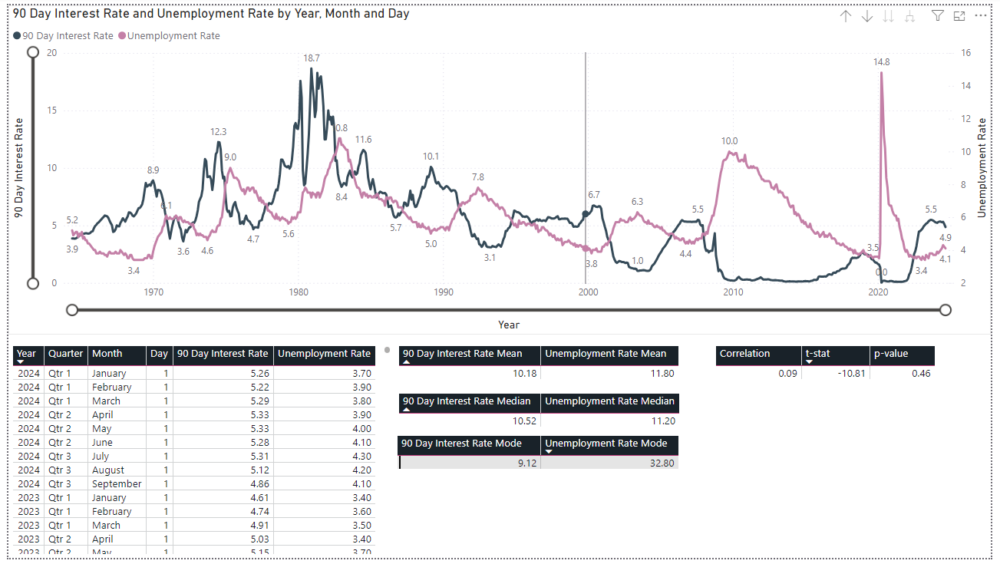 90 Day Interest Rate and Unemployment Rate by Year, Month and Day
90 Day Interest Rate Unemployment Rate
20 18.7 14.8 16
14
15 12.3 12
0.8 11.6
10.1 10.0
10 8.9 9.0 10
8.4 7.8 8
6.1 6.7 6.3 5.5 5.5
5 5.2 5.7 6
3.9 3.6 4.6 4.7 5.6 5.0 4.4 3.5 4.9
3.4 3.1 3.8 1.0 0.0 3.4 4.1 4
0 2
1970 1980 1990 2000 2010 2020
90 Day Interest Rate
Unemployment Rate
Year
Year Quarter Month Day 90 Day Interest Rate Unemployment Rate
2024 Qtr 1 January 1 5.26 3.70
2024 Qtr 1 February 1 5.22 3.90
2024 Qtr 1 March 1 5.29 3.80
2024 Qtr 2 April 1 5.33 3.90
2024 Qtr 2 May 1 5.33 4.00
2024 Qtr 2 June 1 5.28 4.10
2024 Qtr 3 July 1 5.31 4.30
2024 Qtr 3 August 1 5.12 4.20
2024 Qtr 3 September 1 4.86 4.10
2023 Qtr 1 January 1 4.61 3.40
2023 Qtr 1 February 1 4.74 3.60
2023 Qtr 1 March 1 4.91 3.50
2023 Qtr 2 April 1 5.03 3.40
2023 Qtr 2 May 1 5.15 3.70
90 Day Interest Rate Mean Unemployment Rate Mean
10.18 11.80
90 Day Interest Rate Median Unemployment Rate Median
10.52 11.20
90 Day Interest Rate Mode Unemployment Rate Mode
9.12 32.80
Correlation t-stat p-value
0.09 -10.81 0.46